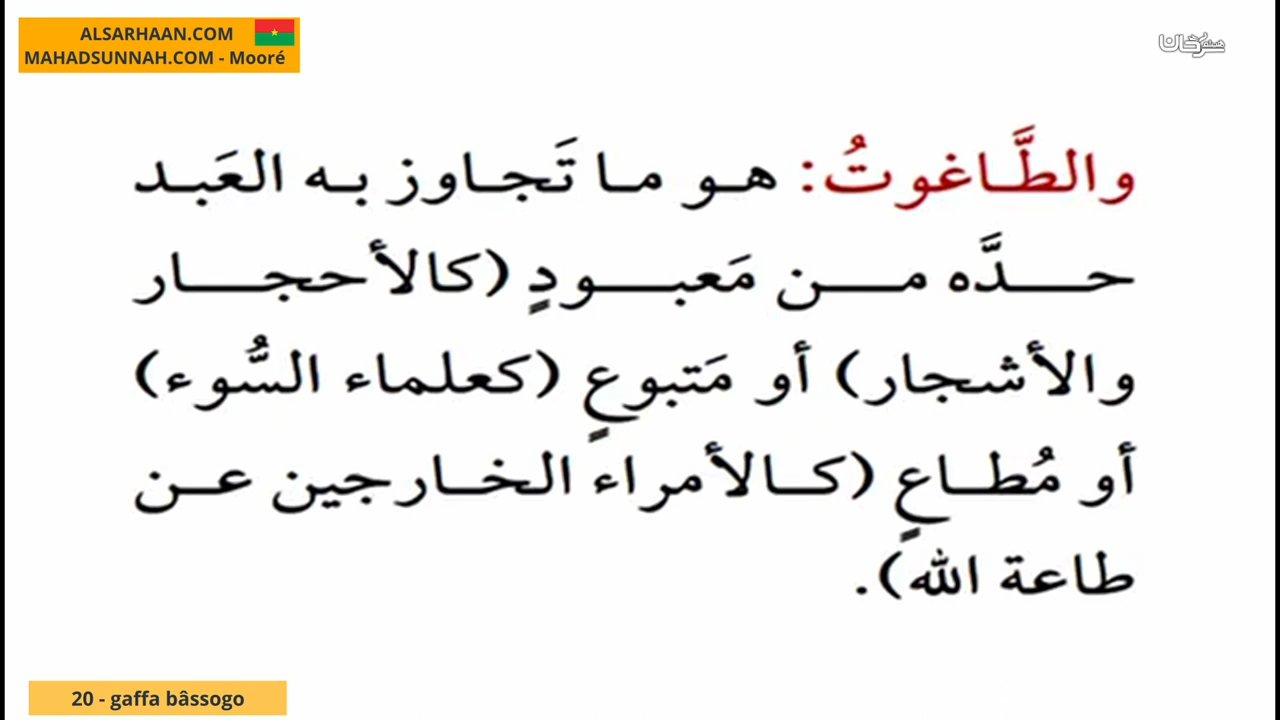 ALSARHAAN.COM
MAHADSUNNAH.COM - Mooré
والطَّاغوتُ: هو ما تَجاوز به العَبد
حدَّه من مَعبودٍ (كالأحجار
والأشجار) أو مَتبوعٍ (كعلماء السُّوء)
أو مُطاعٍ (كالأمراء الخارجين عن
طاعة الله).
20 - gaffa bâssogo